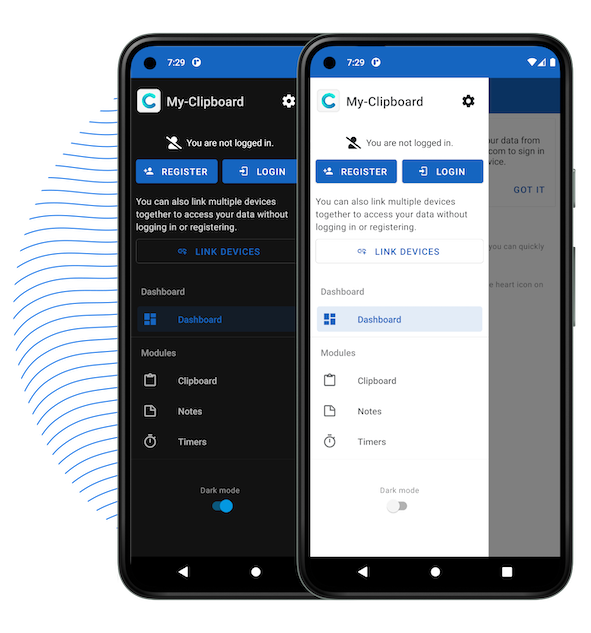 7:29
My-Clipboard
You are not logged in.
REGISTER
LOGIN
You can also link multiple devices
together to access your data without
logging in or registering.
LINK DEVICES
Dashboard
Dashboard
Modules
Clipboard
Notes
Timers
Dark mode
7:29
My-Clipboard
You are not logged in.
REGISTER
LOGIN
You can also link multiple devices
together to access your data without
logging in or registering.
LINK DEVICES
Dashboard
Dashboard
Modules
Clipboard
Notes
Timers
Dark mode
data from
com to sign in
GOT IT
you can quickly
heart icon on